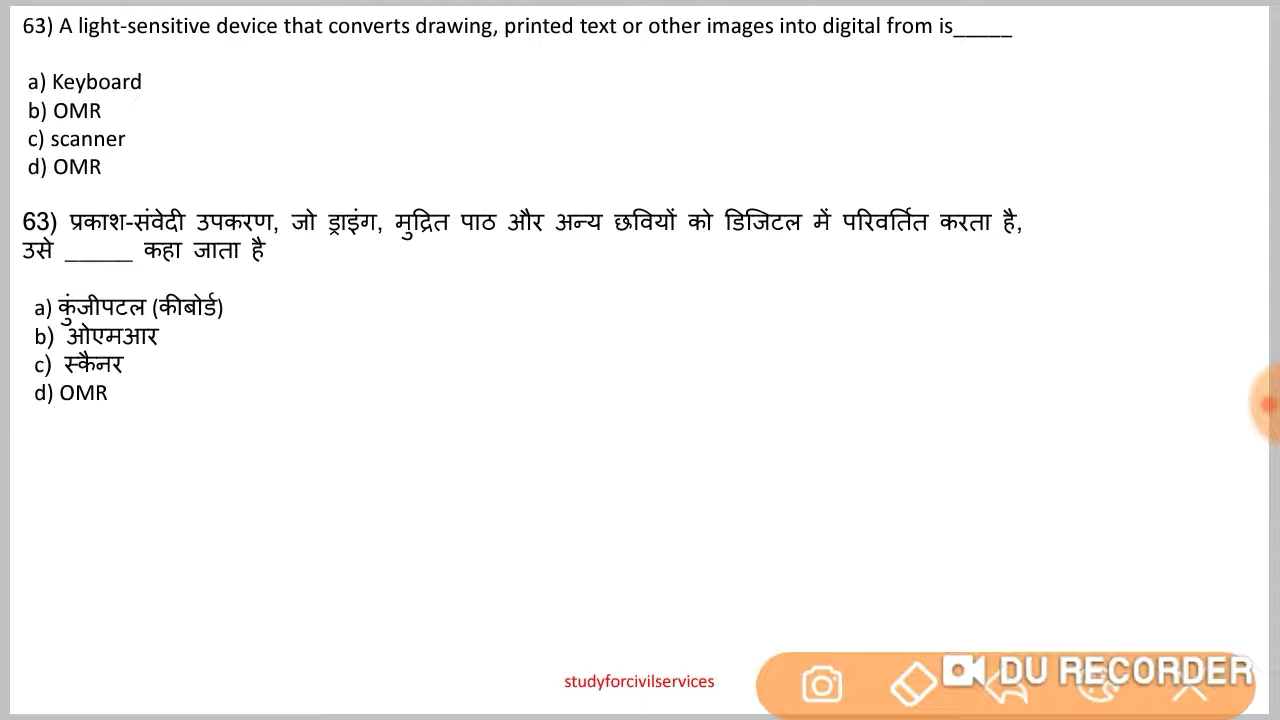 63) A light-sensitive device that converts drawing, printed text or other images into digital from is_____
a) Keyboard
b) OMR
c) scanner
d) OMR
63) प्रकाश-संवेदी उपकरण, जो ड्राइंग, मुद्रित पाठ और अन्य छवियों को डिजिटल में परिवर्तित करता है,
उसे _____ कहा जाता है
a) कुंजीपटल (कीबोर्ड)
b) ओएमआर
c) स्कैनर
d) OMR
studyforcivilservices
DU RECORDER